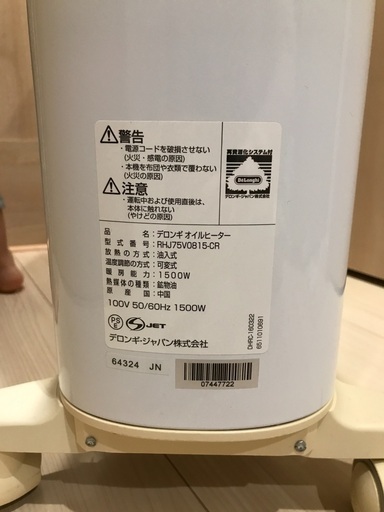 ⚠警告
・電源コードを破損させない
(火災・感電の原因)
・本機を布団や衣類で覆わない
(やけどの原因)
⚠注意
・運転中および使用直後は、
本体に触れない
(やけどの原因)
高資源化システム付
DeLonghi
デロンギ・ジャパン株式会社
品名:デロンギ オイルヒーター
型式番号:RHJ75V0815-CR
放熱の方式:油入式
温度調節の方式:可変式
暖房能力:1500W
熱媒体の種類:鉱物油
原産国:中国
100V 50/60Hz 1500W
PSE
JET
デロンギ・ジャパン株式会社
DHRC-160322
6511010691
64324 JN
07447722